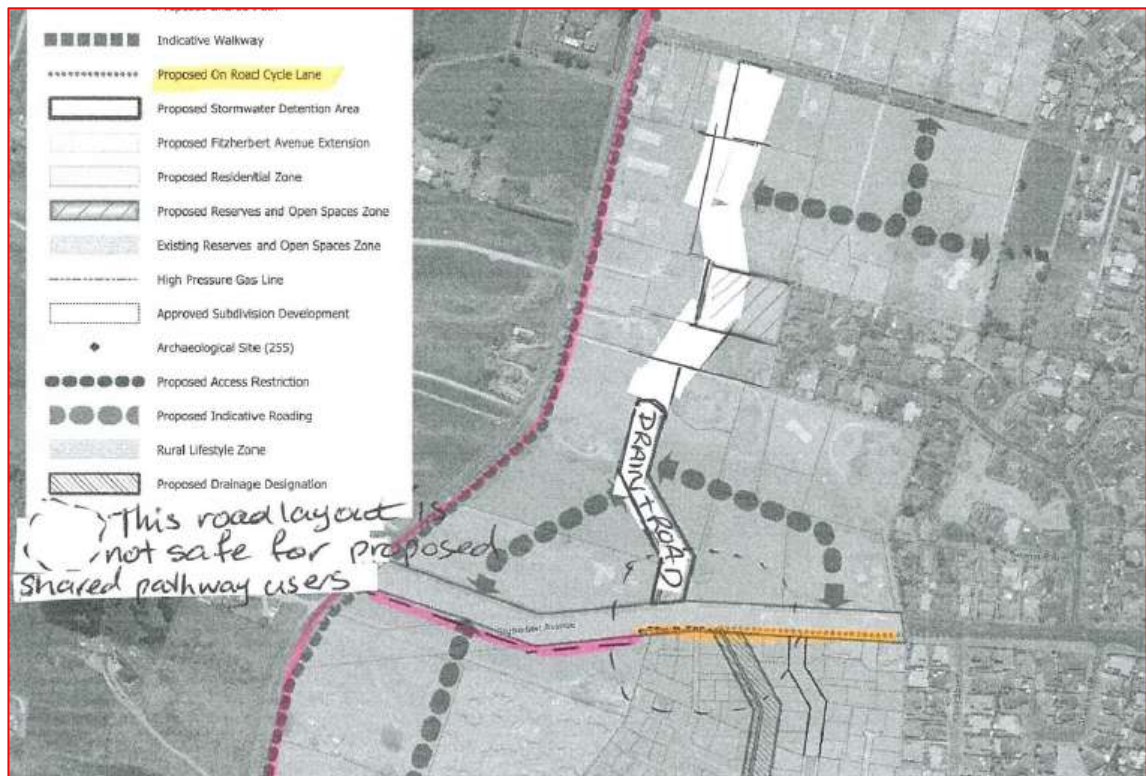 Indicative Walkway
Proposed On Road Cycle Lane
Proposed Stormwater Detention Area
Proposed Fitzherbert Avenue Extension
Proposed Residential Zone
Proposed Reserves and Open Spaces Zone
Existing Reserves and Open Spaces Zone
High Pressure Gas Line
Approved Subdivision Development
Archaeological Site (255)
Proposed Access Restriction
Proposed Indicative Roading
Rural Lifestyle Zone
Proposed Drainage Designation
This road layout is
not safe for proposed
shared pathway users
DRAIN + ROAD
Fitzherbert Avenue